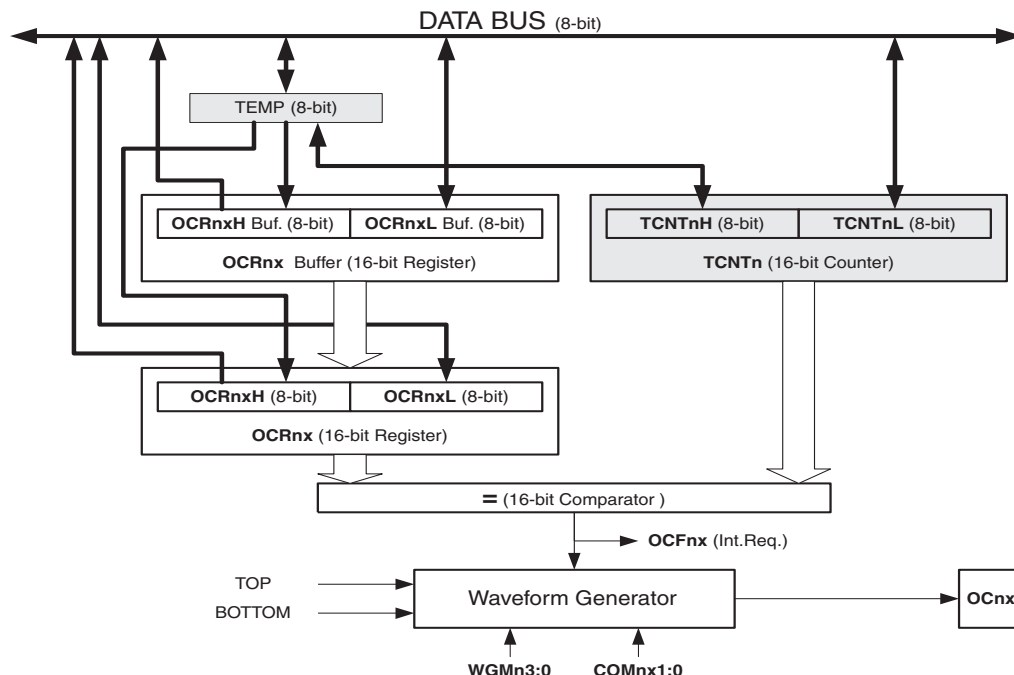 DATA BUS (8-bit)
TEMP (8-bit)
OCRnxH Buf. (8-bit)
OCRnxL Buf. (8-bit)
OCRnx Buffer (16-bit Register)
TCNTnH (8-bit)
TCNTnL (8-bit)
TCNTn (16-bit Counter)
OCRnxH (8-bit)
OCRnxL (8-bit)
OCRnx (16-bit Register)
= (16-bit Comparator )
OCFnx (Int.Req.)
TOP
BOTTOM
Waveform Generator
OCnx
WGMn3:0
COMnx1:0